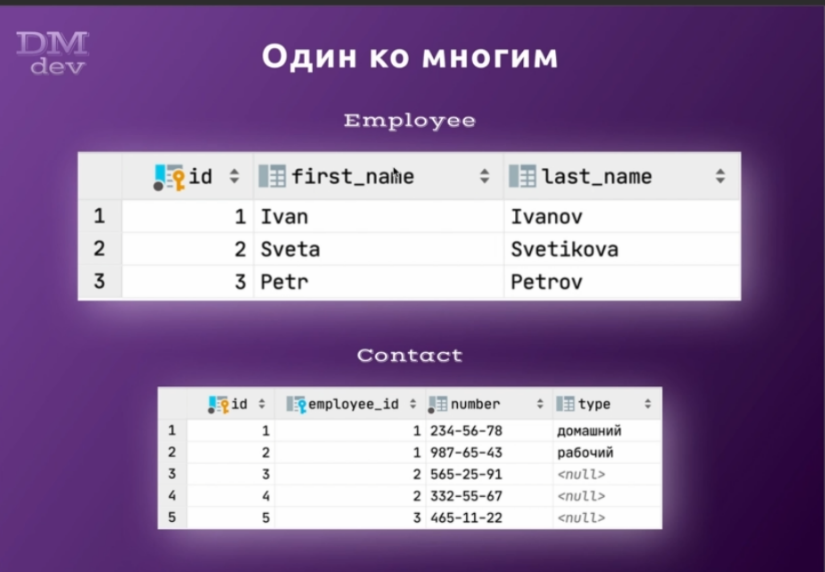 DM
dev
Один ко многим
Employee
id first_name last_name
1 1 Ivan Ivanov
2 2 Sveta Svetikova
3 3 Petr Petrov
Contact
id employee_id number type
1 1 1 234-56-78 домашний
2 2 1 987-65-43 рабочий
3 3 2 565-25-91 <null>
4 4 2 332-55-67 <null>
5 5 3 465-11-22 <null>